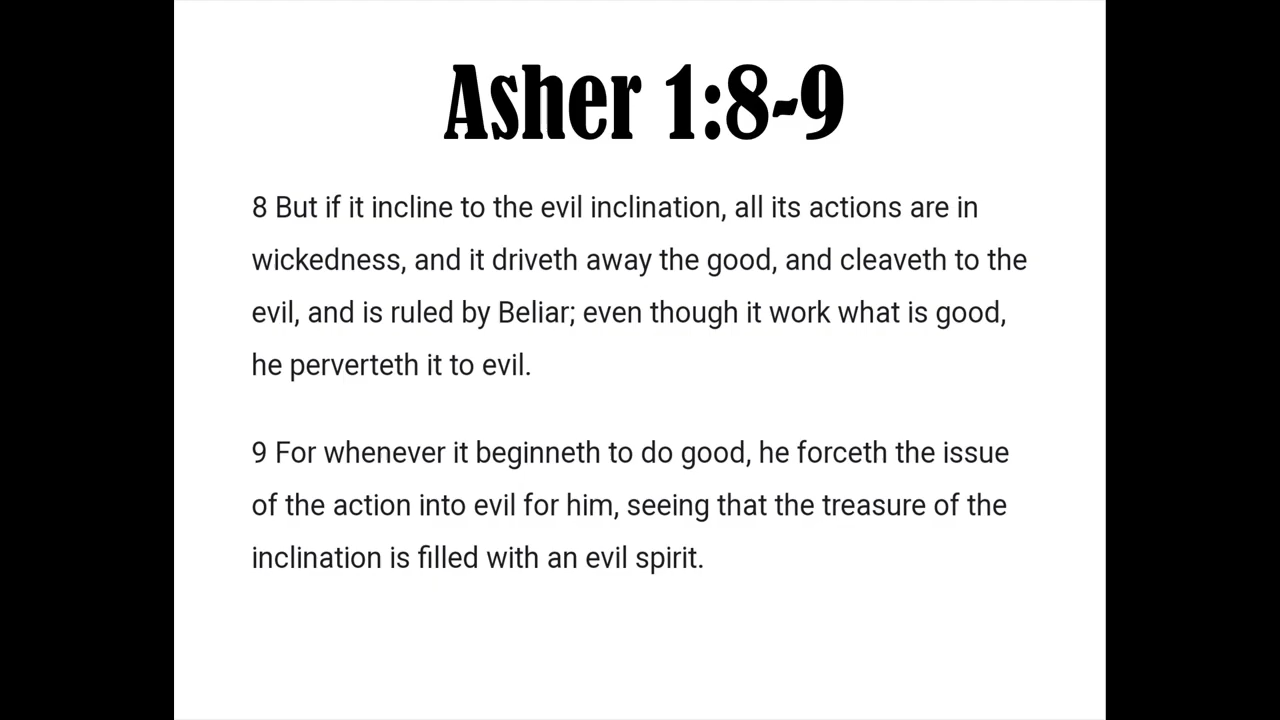 Asher 1:8-9
8 But if it incline to the evil inclination, all its actions are in
wickedness, and it driveth away the good, and cleaveth to the
evil, and is ruled by Beliar; even though it work what is good,
he perverteth it to evil.
9 For whenever it beginneth to do good, he forceth the issue
of the action into evil for him, seeing that the treasure of the
inclination is filled with an evil spirit.